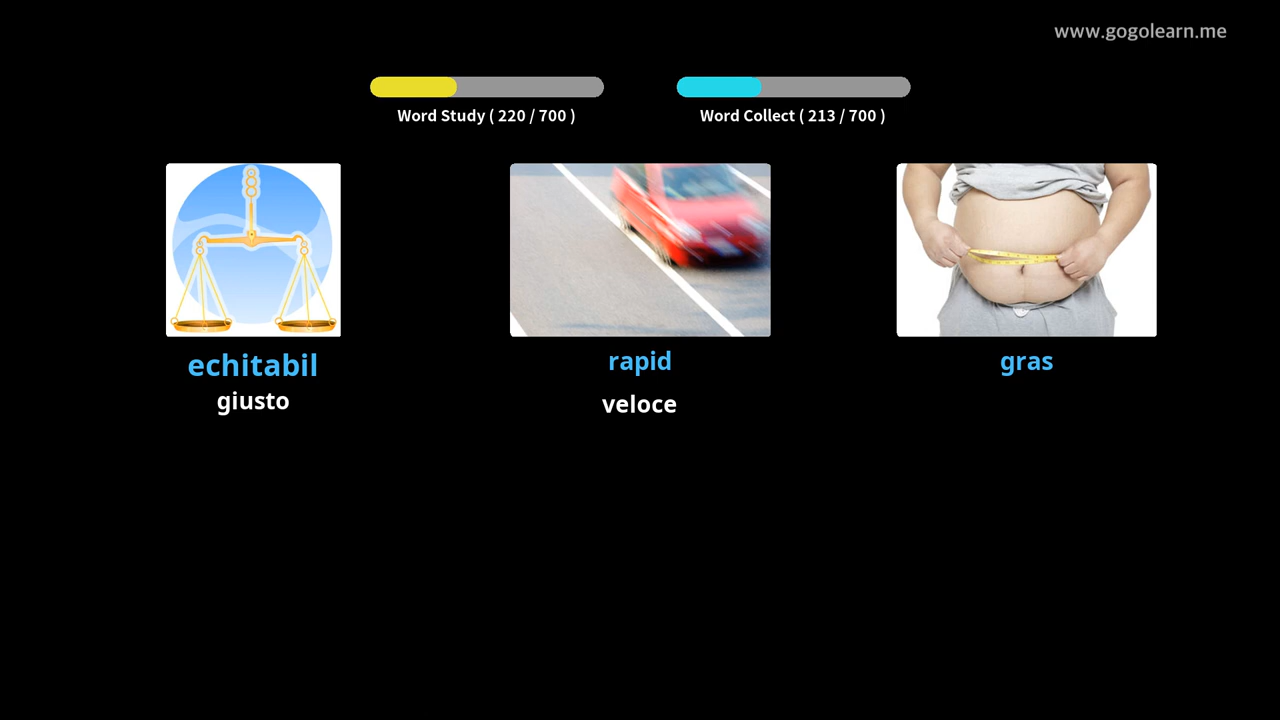 www.gogolearn.me
Word Study ( 220 / 700 )
Word Collect ( 213 / 700 )
echitabil
giusto
rapid
veloce
gras